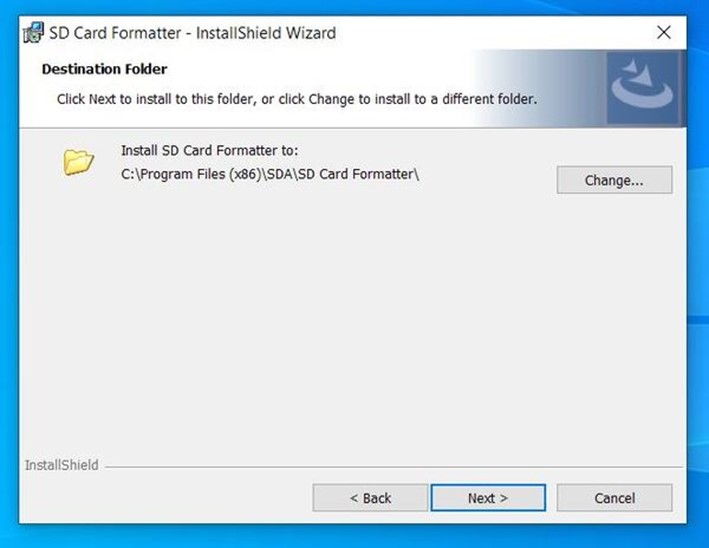 SD Card Formatter - InstallShield Wizard
Destination Folder
Click Next to install to this folder, or click Change to install to a different folder.
Install SD Card Formatter to:
C:\Program Files (x86)\SDA\SD Card Formatter\
Change...
InstallShield
< Back
Next >
Cancel